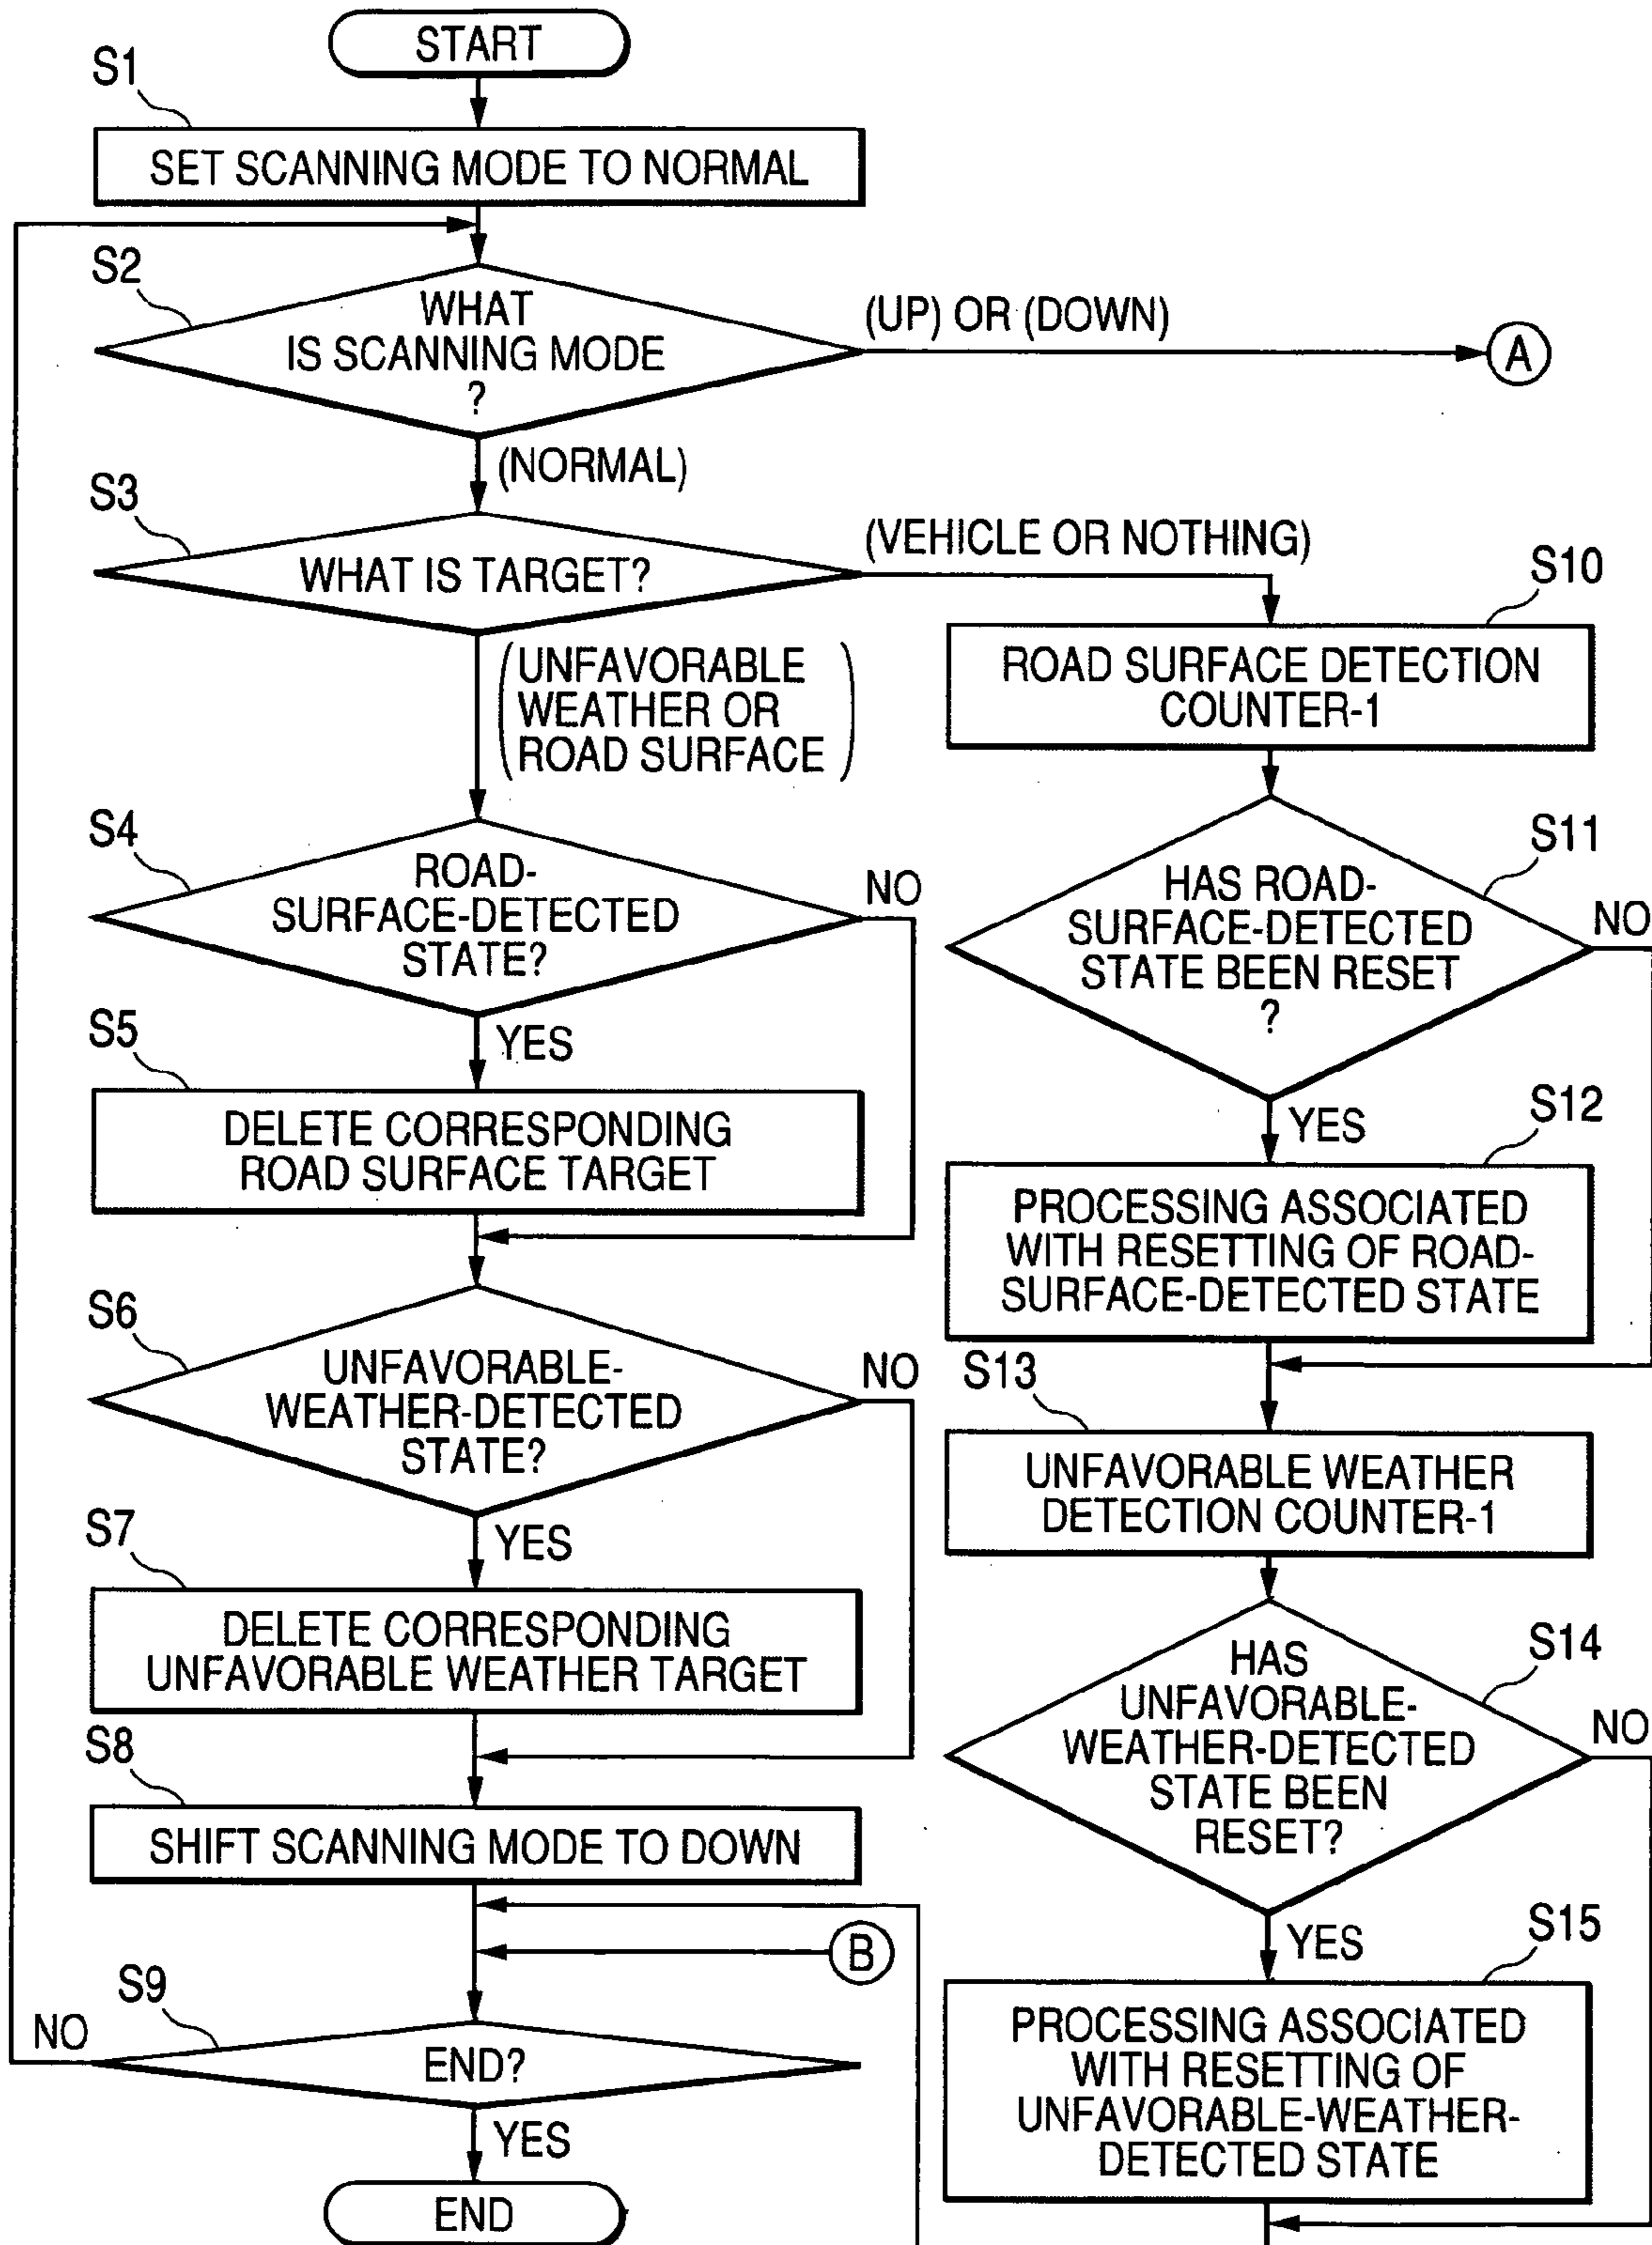 START
S1
SET SCANNING MODE TO NORMAL
S2
WHAT
IS SCANNING MODE
?
(UP) OR (DOWN)
A
(NORMAL)
S3
WHAT IS TARGET?
(VEHICLE OR NOTHING)
(UNFAVORABLE
WEATHER OR
ROAD SURFACE)
S4
ROAD-
SURFACE-DETECTED
STATE?
NO
YES
S5
DELETE CORRESPONDING
ROAD SURFACE TARGET
S6
UNFAVORABLE-
WEATHER-DETECTED
STATE?
NO
YES
S7
DELETE CORRESPONDING
UNFAVORABLE WEATHER TARGET
S8
SHIFT SCANNING MODE TO DOWN
B
S9
NO
END?
YES
END
S10
ROAD SURFACE DETECTION
COUNTER-1
S11
HAS ROAD-
SURFACE-DETECTED
STATE BEEN RESET
?
NO
YES
S12
PROCESSING ASSOCIATED
WITH RESETTING OF ROAD-
SURFACE-DETECTED STATE
S13
UNFAVORABLE WEATHER
DETECTION COUNTER-1
S14
HAS
UNFAVORABLE-
WEATHER-DETECTED
STATE BEEN
RESET?
NO
YES
S15
PROCESSING ASSOCIATED
WITH RESETTING OF
UNFAVORABLE-WEATHER-
DETECTED STATE